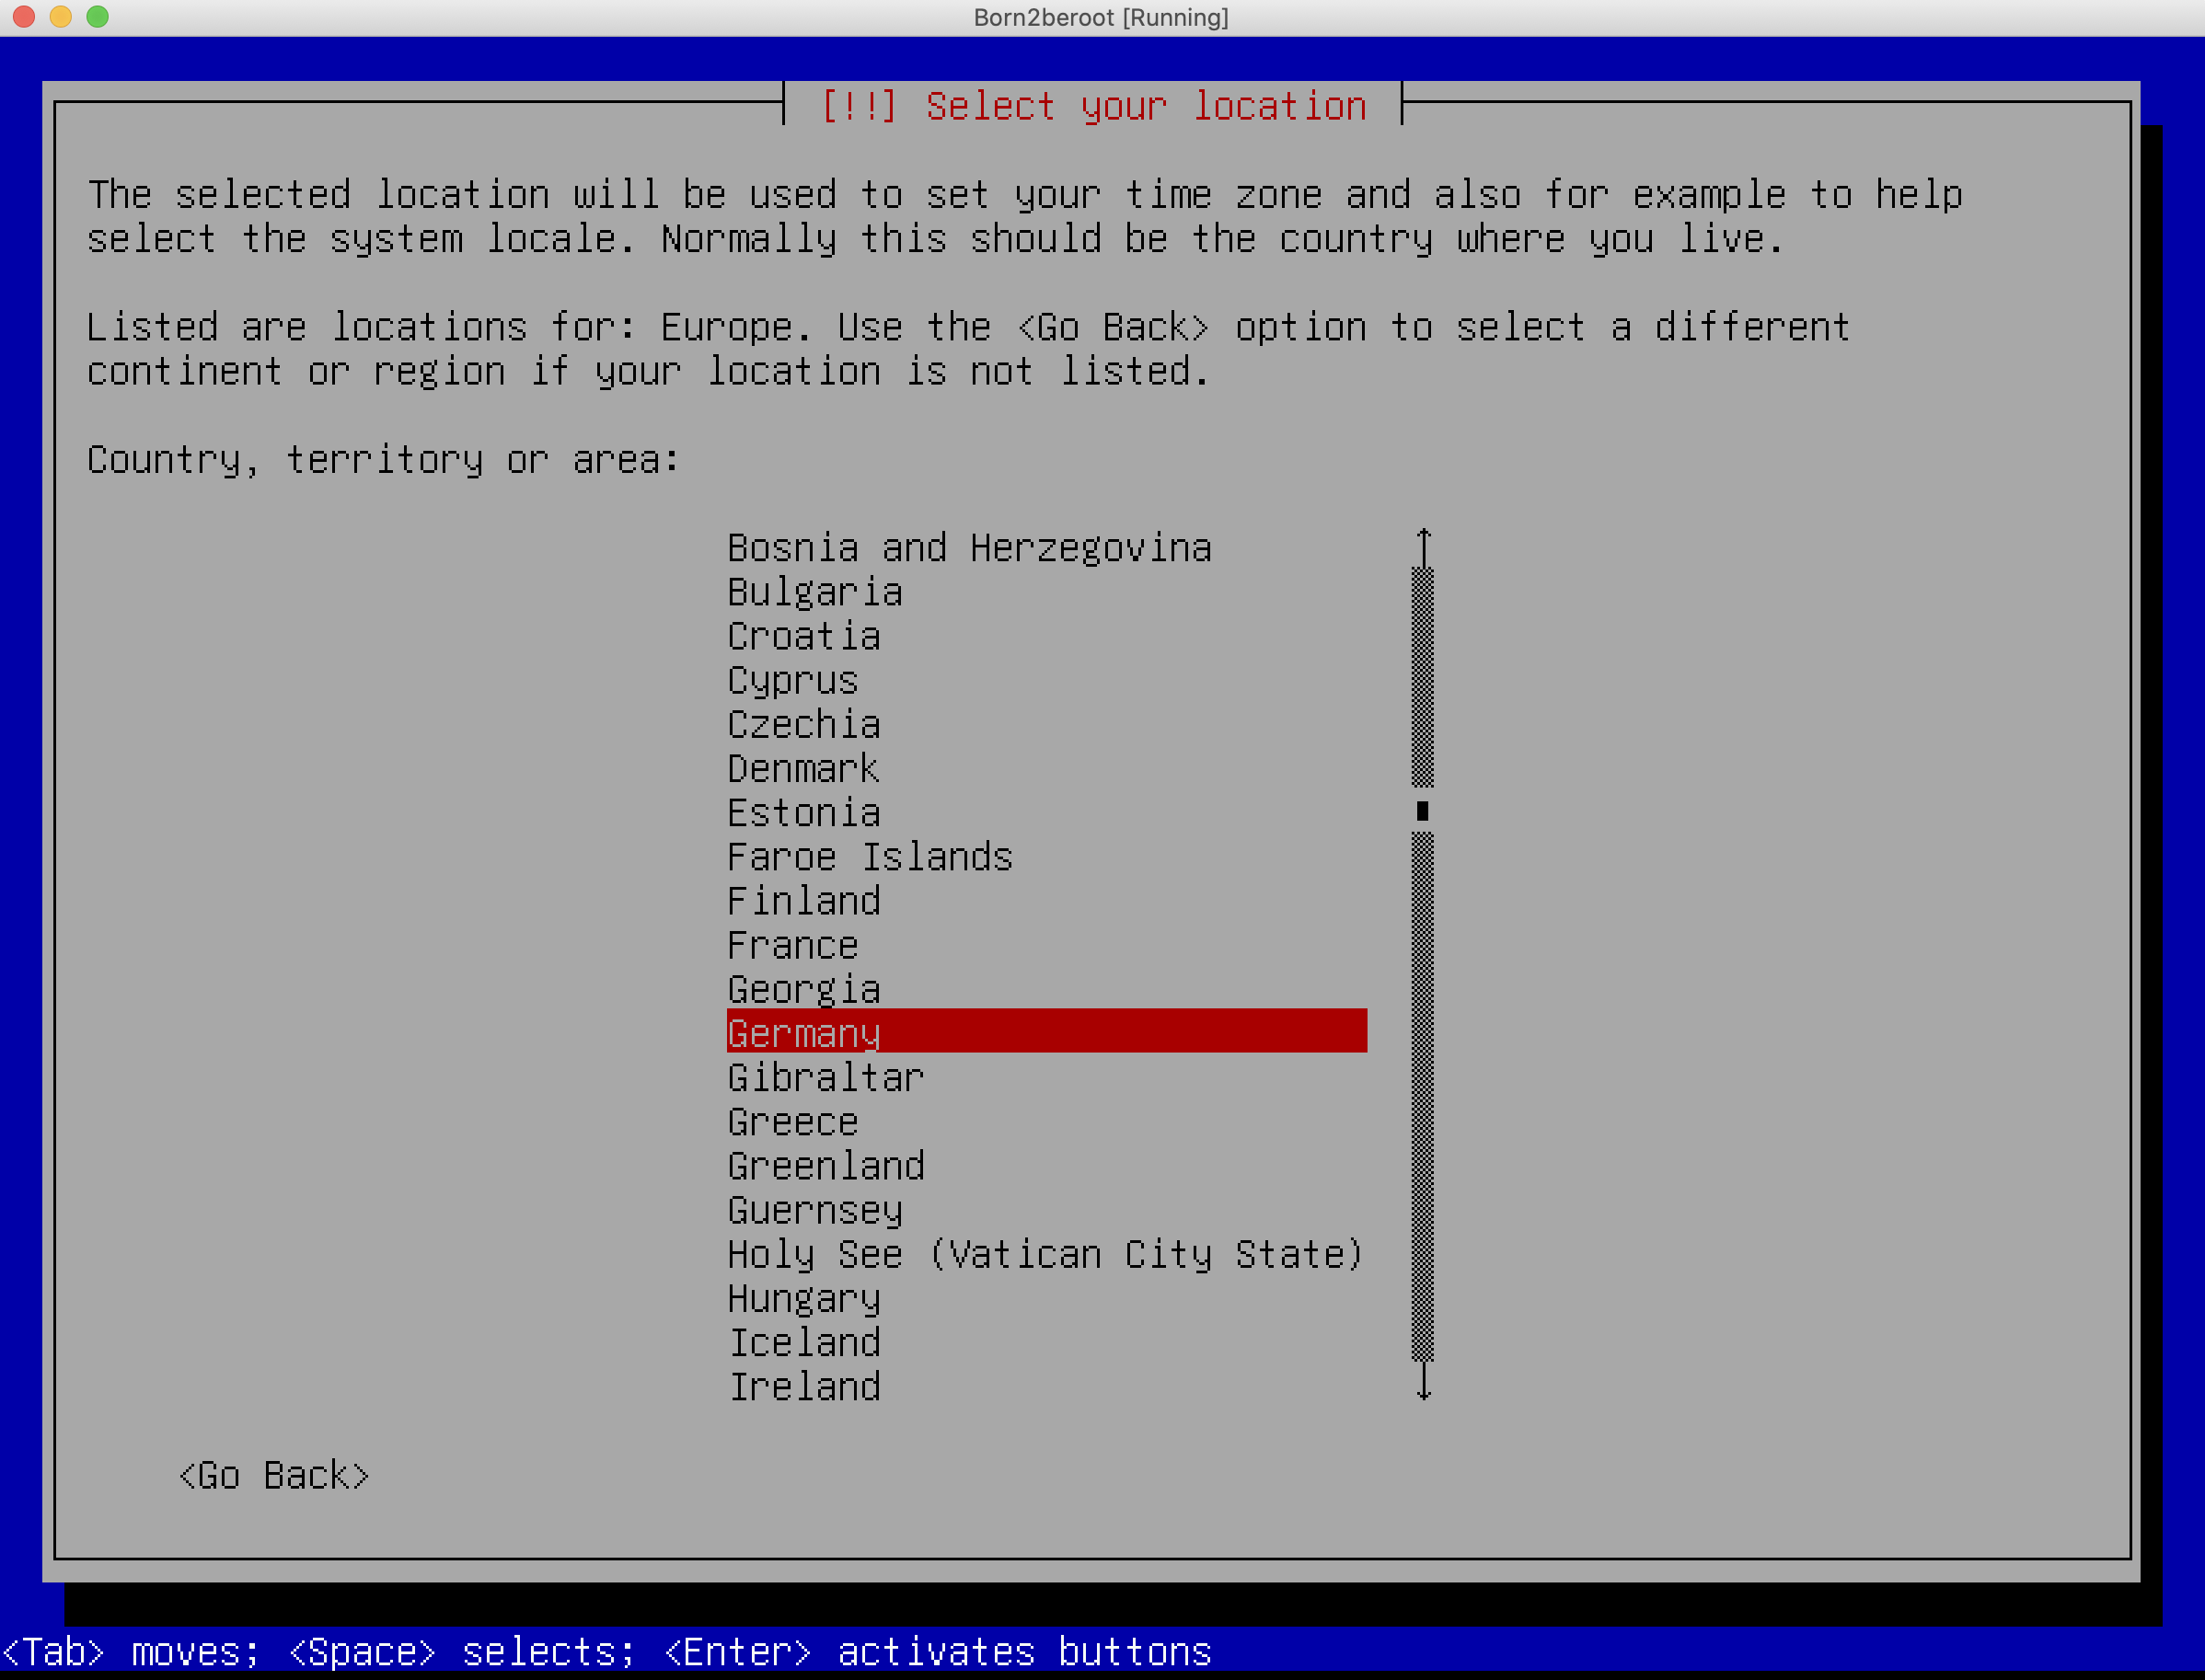 Born2beroot [Running]
[!!] Select your location
The selected location will be used to set your time zone and also for example to help
select the system locale. Normally this should be the country where you live.
Listed are locations for: Europe. Use the <Go Back> option to select a different
continent or region if your location is not listed.
Country, territory or area:
Bosnia and Herzegovina
Bulgaria
Croatia
Cyprus
Czechia
Denmark
Estonia
Faroe Islands
Finland
France
Georgia
Germany
Gibraltar
Greece
Greenland
Guernsey
Holy See (Vatican City State)
Hungary
Iceland
Ireland
<Go Back>
<Tab> moves; <Space> selects; <Enter> activates buttons